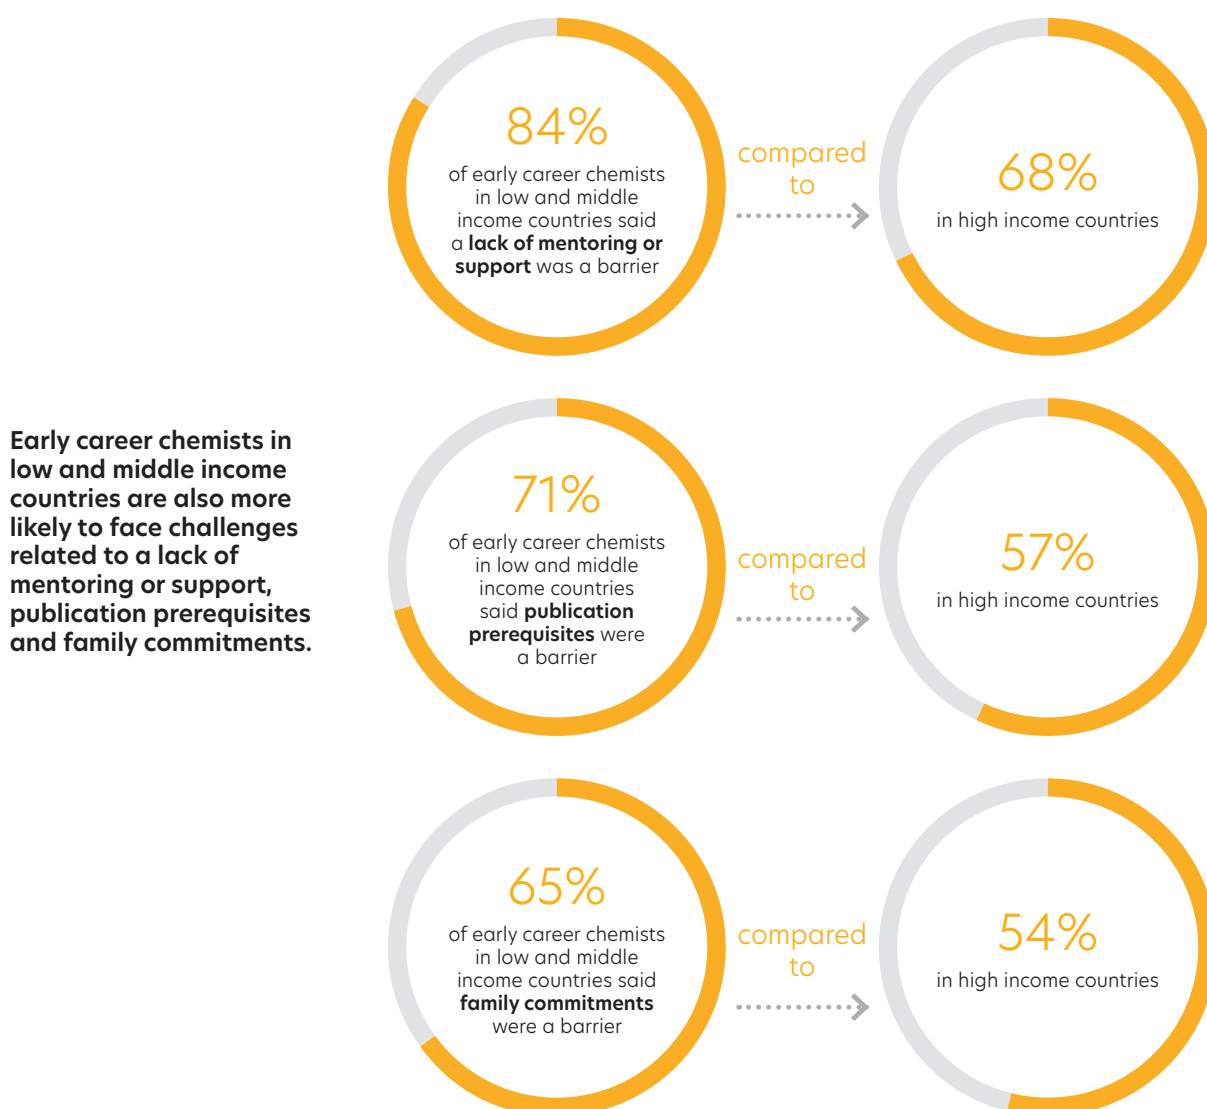 Early career chemists in
low and middle income
countries are also more
likely to face challenges
related to a lack of
mentoring or support,
publication prerequisites
and family commitments.
84%
of early career chemists
in low and middle
income countries said
a lack of mentoring or
support was a barrier
compared
to
68%
in high income countries
71%
of early career chemists
in low and middle
income countries
said publication
prerequisites were
a barrier
compared
to
57%
in high income countries
65%
of early career chemists
in low and middle
income countries said
family commitments
were a barrier
compared
to
54%
in high income countries